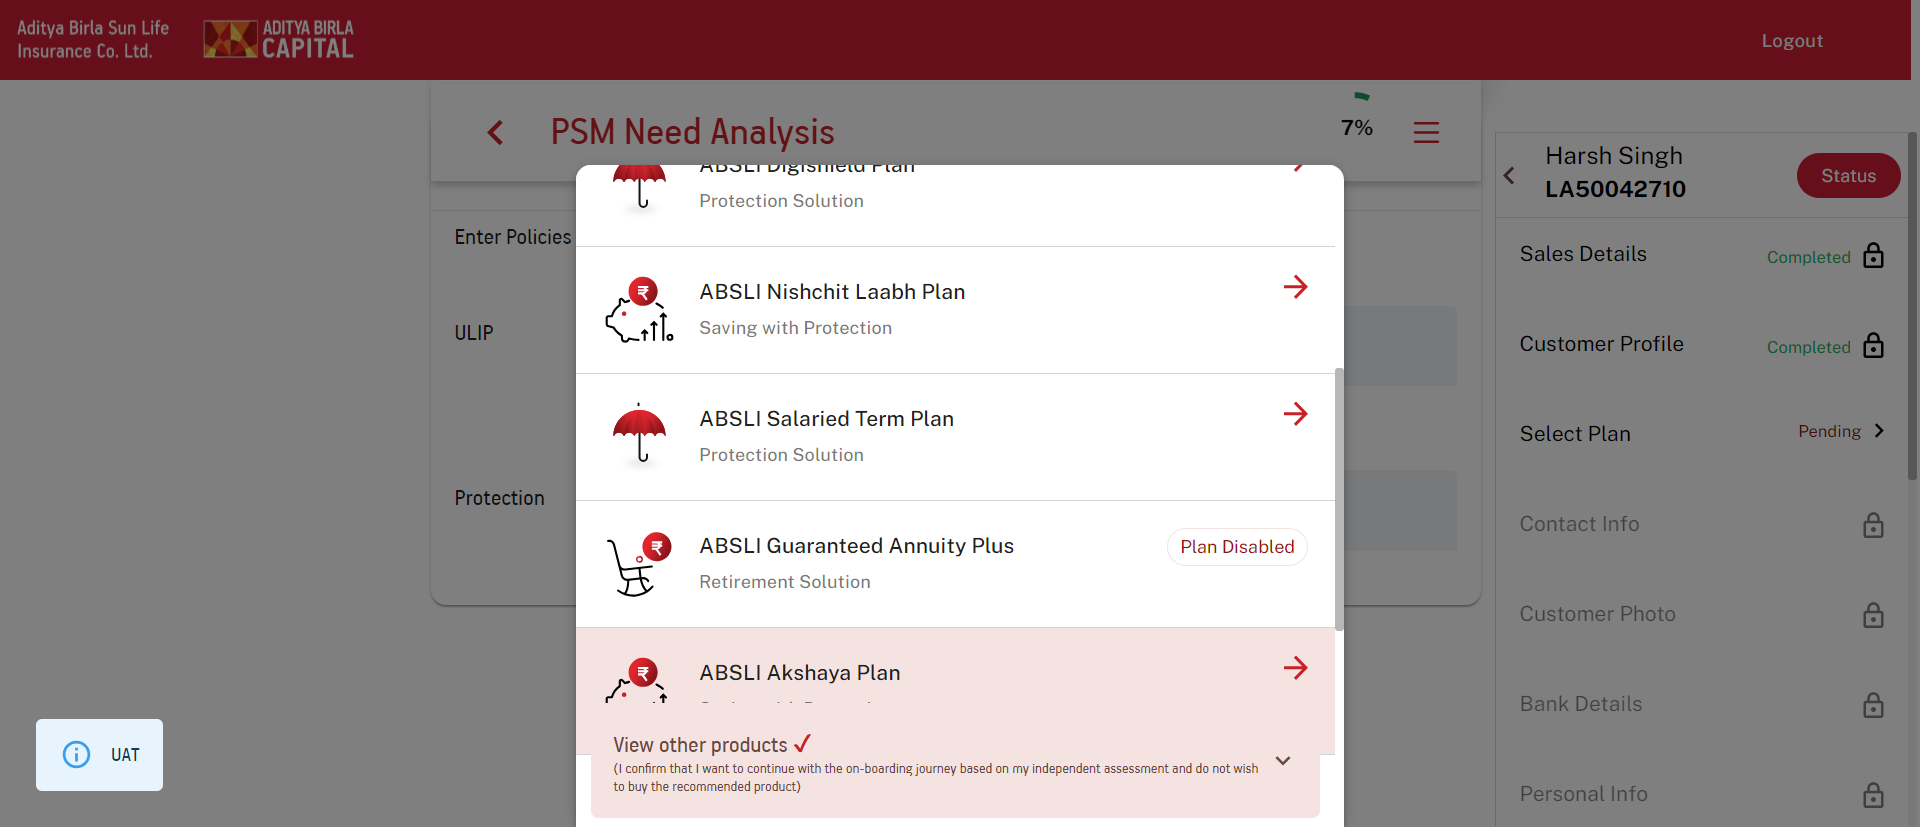 Aditya Birla Sun Life
Insurance Co. Ltd.
ADITYA BIRLA
CAPITAL
Logout
PSM Need Analysis
7%
Enter Policies
ULIP
Protection
ABSLI Digishield Plan
Protection Solution
ABSLI Nishchit Laabh Plan
Saving with Protection
ABSLI Salaried Term Plan
Protection Solution
ABSLI Guaranteed Annuity Plus
Plan Disabled
Retirement Solution
ABSLI Akshaya Plan
View other products
(I confirm that I want to continue with the on-boarding journey based on my independent assessment and do not wish
to buy the recommended product)
Harsh Singh
LA50042710
Status
Sales Details
Completed
Customer Profile
Completed
Select Plan
Pending
Contact Info
Customer Photo
Bank Details
Personal Info
UAT